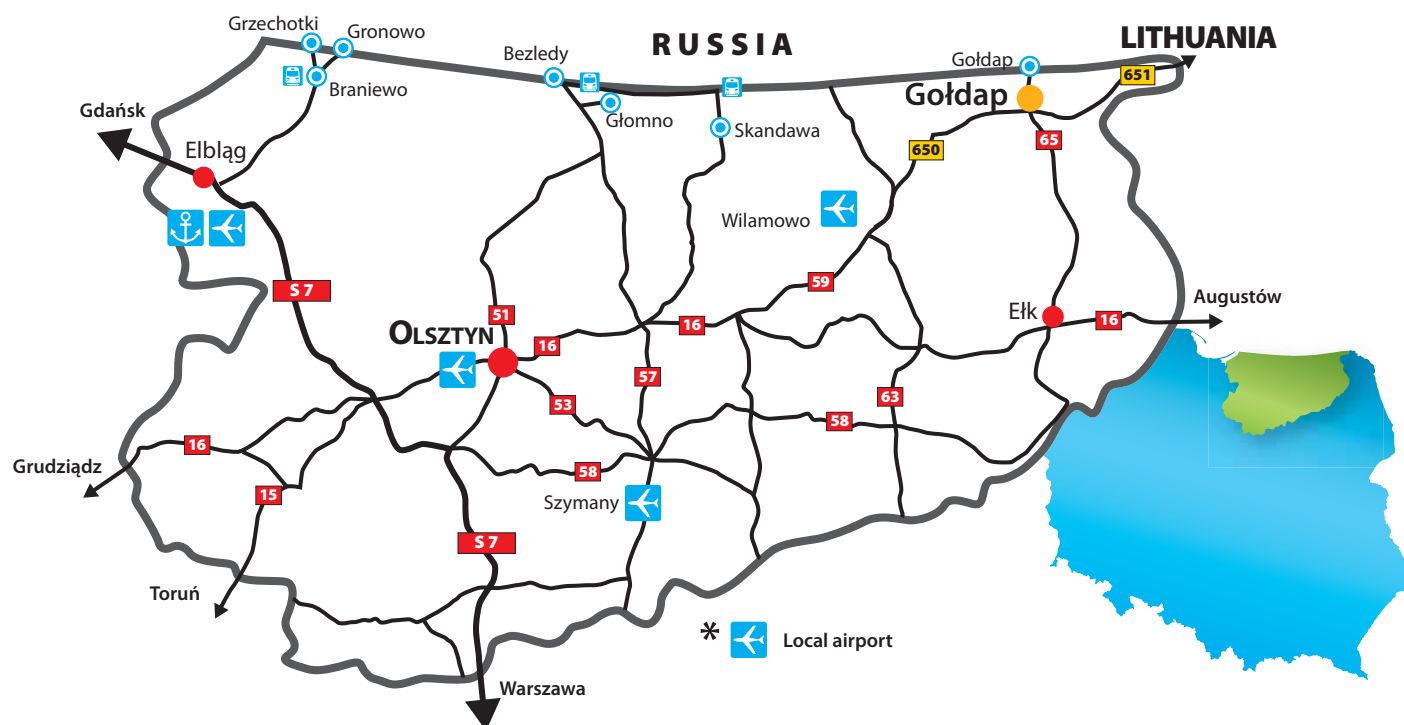 Grzechotki
Gronowo
RUSSIA
LITHUANIA
Bezledy
Gołdap
651
Braniewo
Gdańsk
Głomno
Gołdap
Skandawa
Elbląg
650
65
Wilamowo
S 7
59
51
16
Ełk
16
Augustów
OLSZTYN
16
57
53
63
58
16
Grudziądz
58
15
Szymany
S 7
Toruń
* Local airport
Warszawa